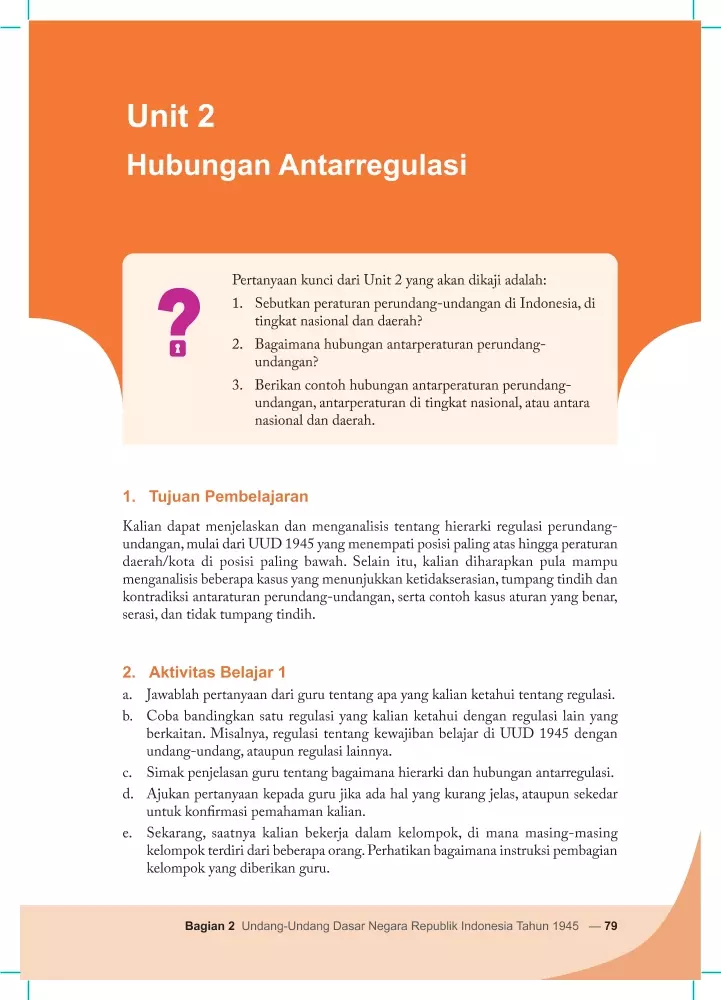 Unit 2
Hubungan Antarregulasi
Pertanyaan kunci dari Unit 2 yang akan dikaji adalah:
1. Sebutkan peraturan perundang-undangan di Indonesia, di
tingkat nasional dan daerah?
2. Bagaimana hubungan antarperaturan perundang-
undangan?
3. Berikan contoh hubungan antarperaturan perundang-
undangan, antarperaturan di tingkat nasional, atau antara
nasional dan daerah.
1. Tujuan Pembelajaran
Kalian dapat menjelaskan dan menganalisis tentang hierarki regulasi perundang-
undangan, mulai dari UUD 1945 yang menempati posisi paling atas hingga peraturan
daerah/kota di posisi paling bawah. Selain itu, kalian diharapkan pula mampu
menganalisis beberapa kasus yang menunjukkan ketidakserasian, tumpang tindih dan
kontradiksi antaraturan perundang-undangan, serta contoh kasus aturan yang benar,
serasi, dan tidak tumpang tindih.
2. Aktivitas Belajar 1
a. Jawablah pertanyaan dari guru tentang apa yang kalian ketahui tentang regulasi.
b. Coba bandingkan satu regulasi yang kalian ketahui dengan regulasi lain yang
berkaitan. Misalnya, regulasi tentang kewajiban belajar di UUD 1945 dengan
undang-undang, ataupun regulasi lainnya.
c. Simak penjelasan guru tentang bagaimana hierarki dan hubungan antarregulasi.
d. Ajukan pertanyaan kepada guru jika ada hal yang kurang jelas, ataupun sekedar
untuk konfirmasi pemahaman kalian.
e. Sekarang, saatnya kalian bekerja dalam kelompok, di mana masing-masing
kelompok terdiri dari beberapa orang. Perhatikan bagaimana instruksi pembagian
kelompok yang diberikan guru.
Bagian 2 Undang-Undang Dasar Negara Republik Indonesia Tahun 1945 — 79